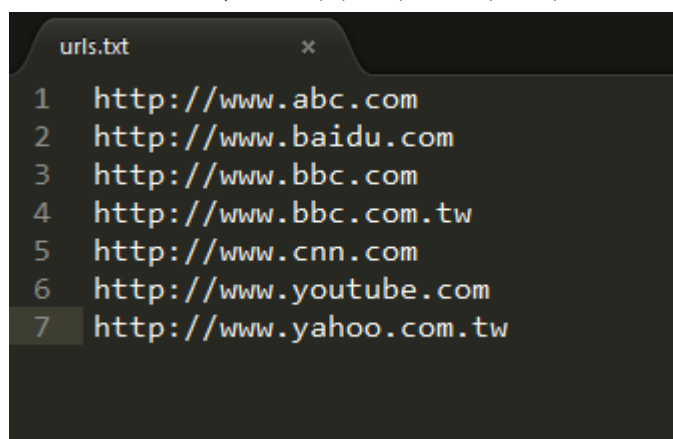 urls.txt ×
1 http://www.abc.com
2 http://www.baidu.com
3 http://www.bbc.com
4 http://www.bbc.com.tw
5 http://www.cnn.com
6 http://www.youtube.com
7 http://www.yahoo.com.tw